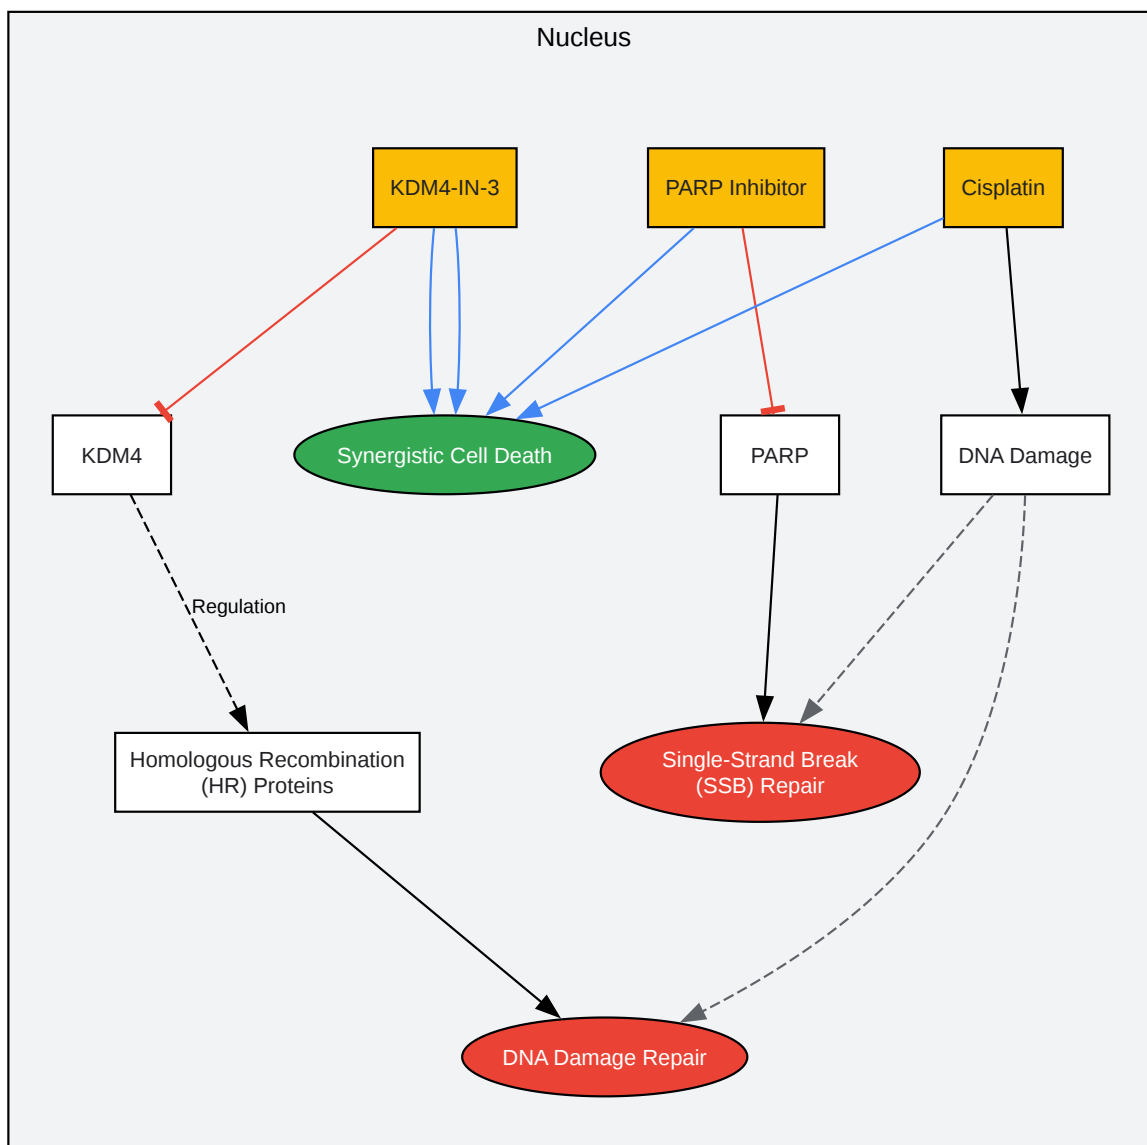 Nucleus
KDM4-IN-3
PARP Inhibitor
Cisplatin
KDM4
Synergistic Cell Death
PARP
DNA Damage
Regulation
Homologous Recombination
(HR) Proteins
Single-Strand Break
(SSB) Repair
DNA Damage Repair